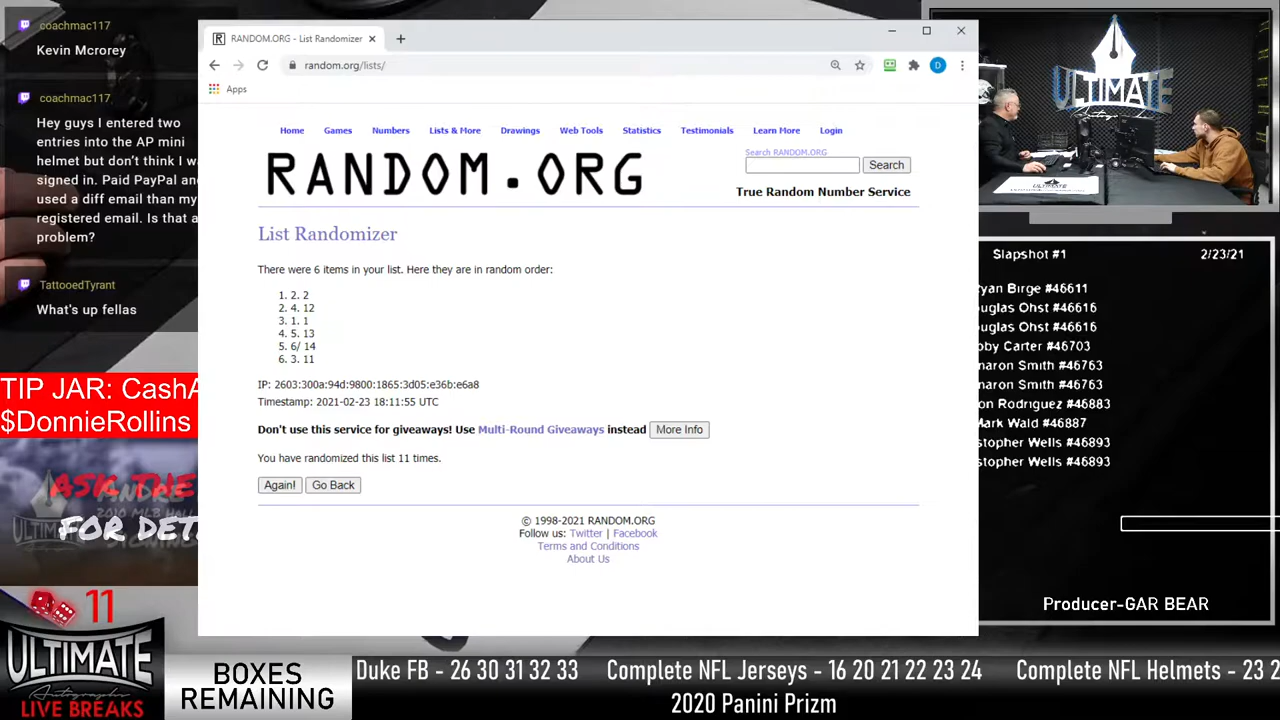 coachmac117
Kevin Mcrorey
coachmac117
Hey guys I entered two
entries into the AP mini
helmet but don't think I wa
signed in. Paid PayPal and
used a diff email than my
registered email. Is that a
problem?
TattooedTyrant
What's up fellas
TIP JAR: CashA
$DonnieRollins
ASK THE
FOR DET
11
ULTIMATE
Autographs
LIVE BREAKS
RANDOM.ORG - List Randomizer
random.org/lists/
Apps
Home Games Numbers Lists & More Drawings Web Tools Statistics Testimonials Learn More Login
RANDOM.ORG
Search RANDOM.ORG
Search
True Random Number Service
List Randomizer
There were 6 items in your list. Here they are in random order:
1. 2. 2
2. 4. 12
3. 1. 1
4. 5. 13
5. 6/ 14
6. 3. 11
IP: 2603:300a:94d:9800:1865:3d05:e36b:e6a8
Timestamp: 2021-02-23 18:11:55 UTC
Don't use this service for giveaways! Use Multi-Round Giveaways instead More Info
You have randomized this list 11 times.
Again! Go Back
© 1998-2021 RANDOM.ORG
Follow us: Twitter | Facebook
Terms and Conditions
About Us
ULTIMATE
Autographs
Slapshot #1 2/23/21
yan Birge #46611
uglas Ohst #46616
uglas Ohst #46616
oby Carter #46703
naron Smith #46763
naron Smith #46763
on Rodriguez #46883
Mark Wald #46887
stopher Wells #46893
stopher Wells #46893
Producer-GAR BEAR
BOXES
REMAINING
Duke FB - 26 30 31 32 33 Complete NFL Jerseys - 16 20 21 22 23 24 Complete NFL Helmets - 23 2
2020 Panini Prizm